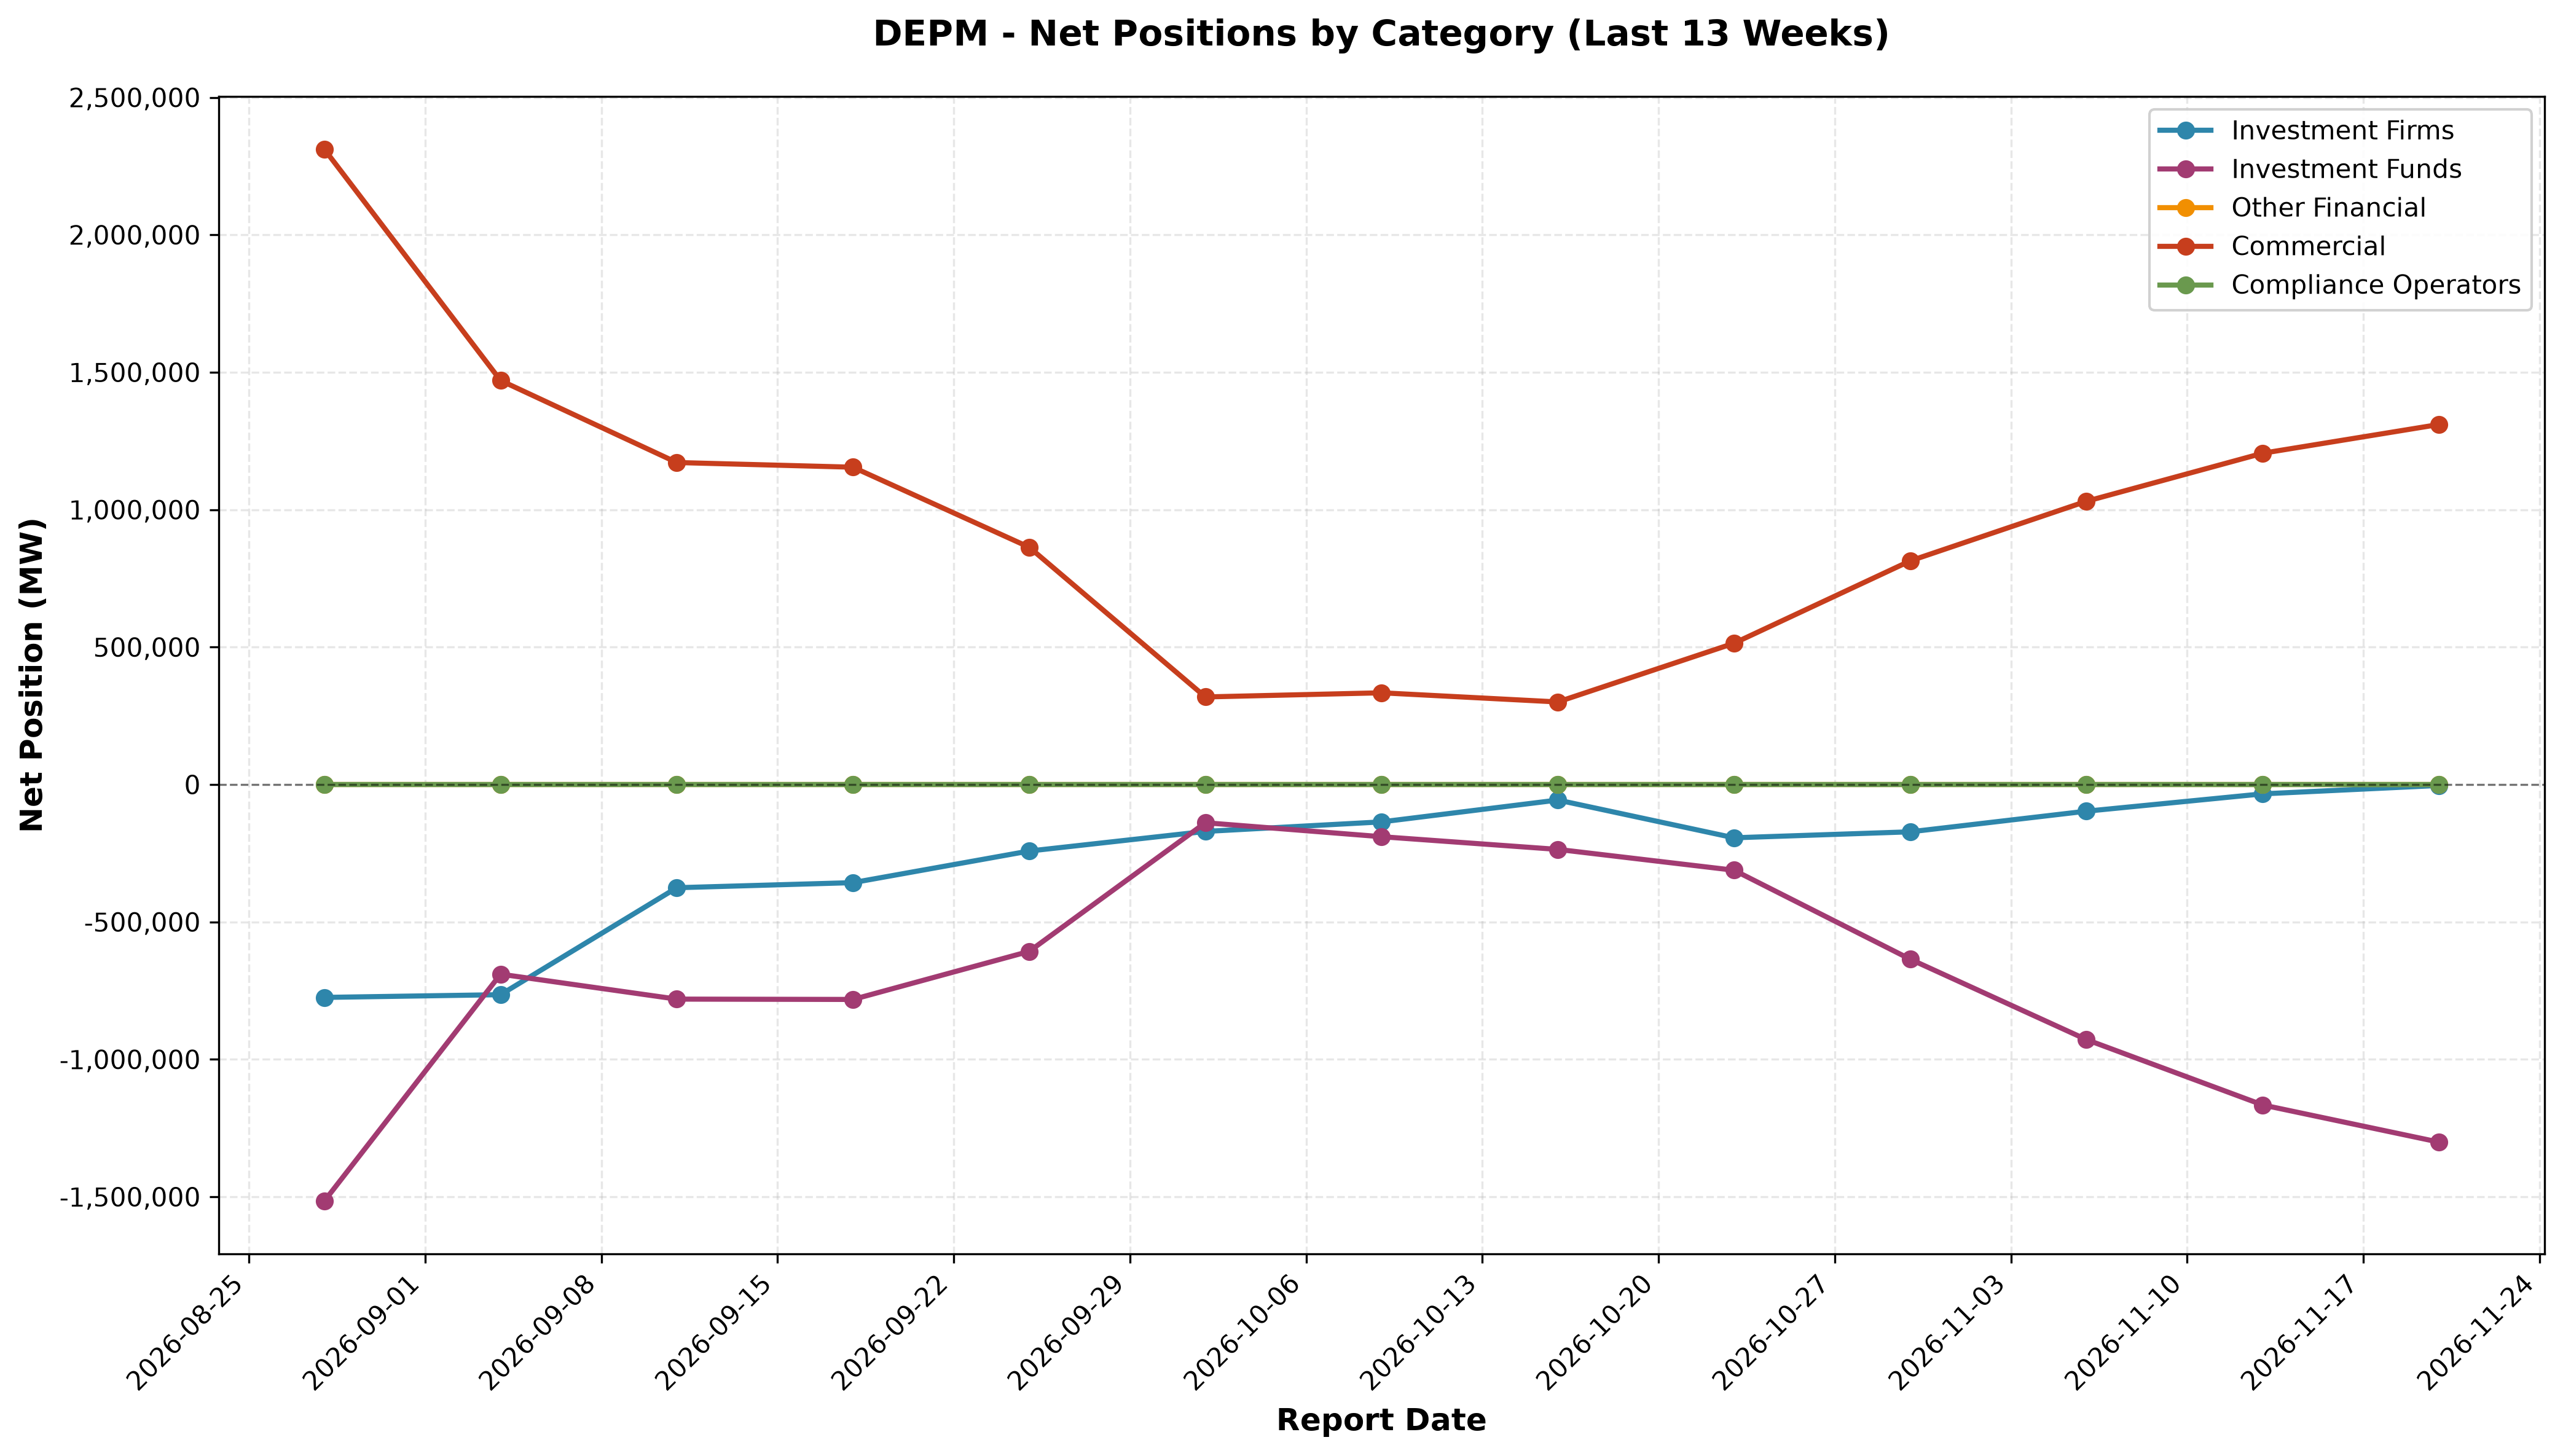 DEPM - Net Positions by Category (Last 13 Weeks)
Net Position (MW)
2,500,000
2,000,000
1,500,000
1,000,000
500,000
0
-500,000
-1,000,000
-1,500,000
Investment Firms
Investment Funds
Other Financial
Commercial
Compliance Operators
2026-08-25
2026-09-01
2026-09-08
2026-09-15
2026-09-22
2026-09-29
2026-10-06
2026-10-13
2026-10-20
2026-10-27
2026-11-03
2026-11-10
2026-11-17
2026-11-24
Report Date